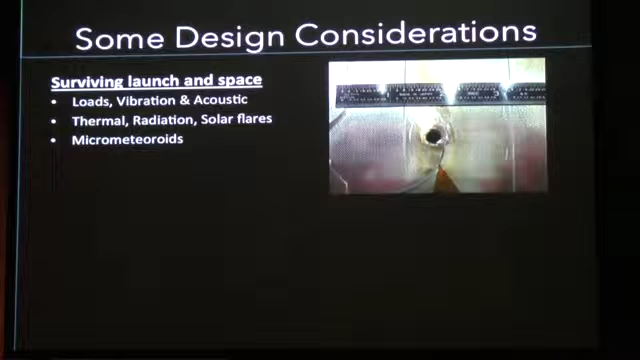 Some Design Considerations
Surviving launch and space
• Loads, Vibration & Acoustic
• Thermal, Radiation, Solar flares
• Micrometeoroids